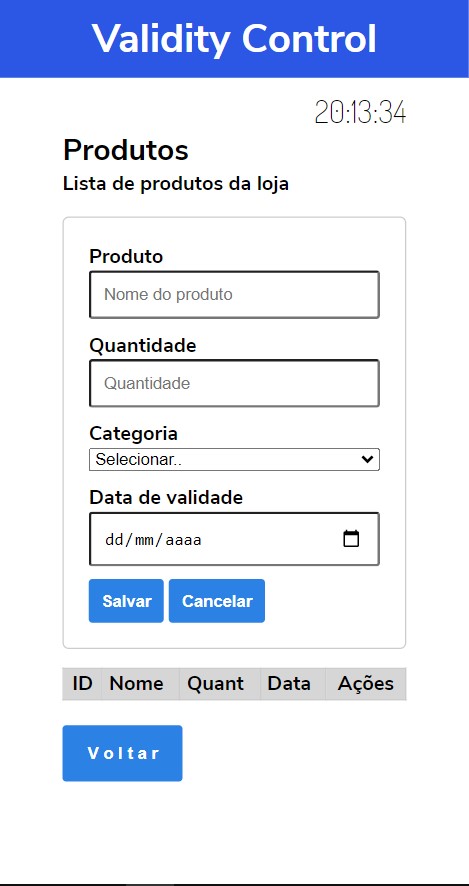 Validity Control
20:13:34
Produtos
Lista de produtos da loja
Produto
Nome do produto
Quantidade
Quantidade
Categoria
Selecionar..
Data de validade
dd/mm/aaaa
Salvar Cancelar
ID Nome Quant Data Ações
Voltar